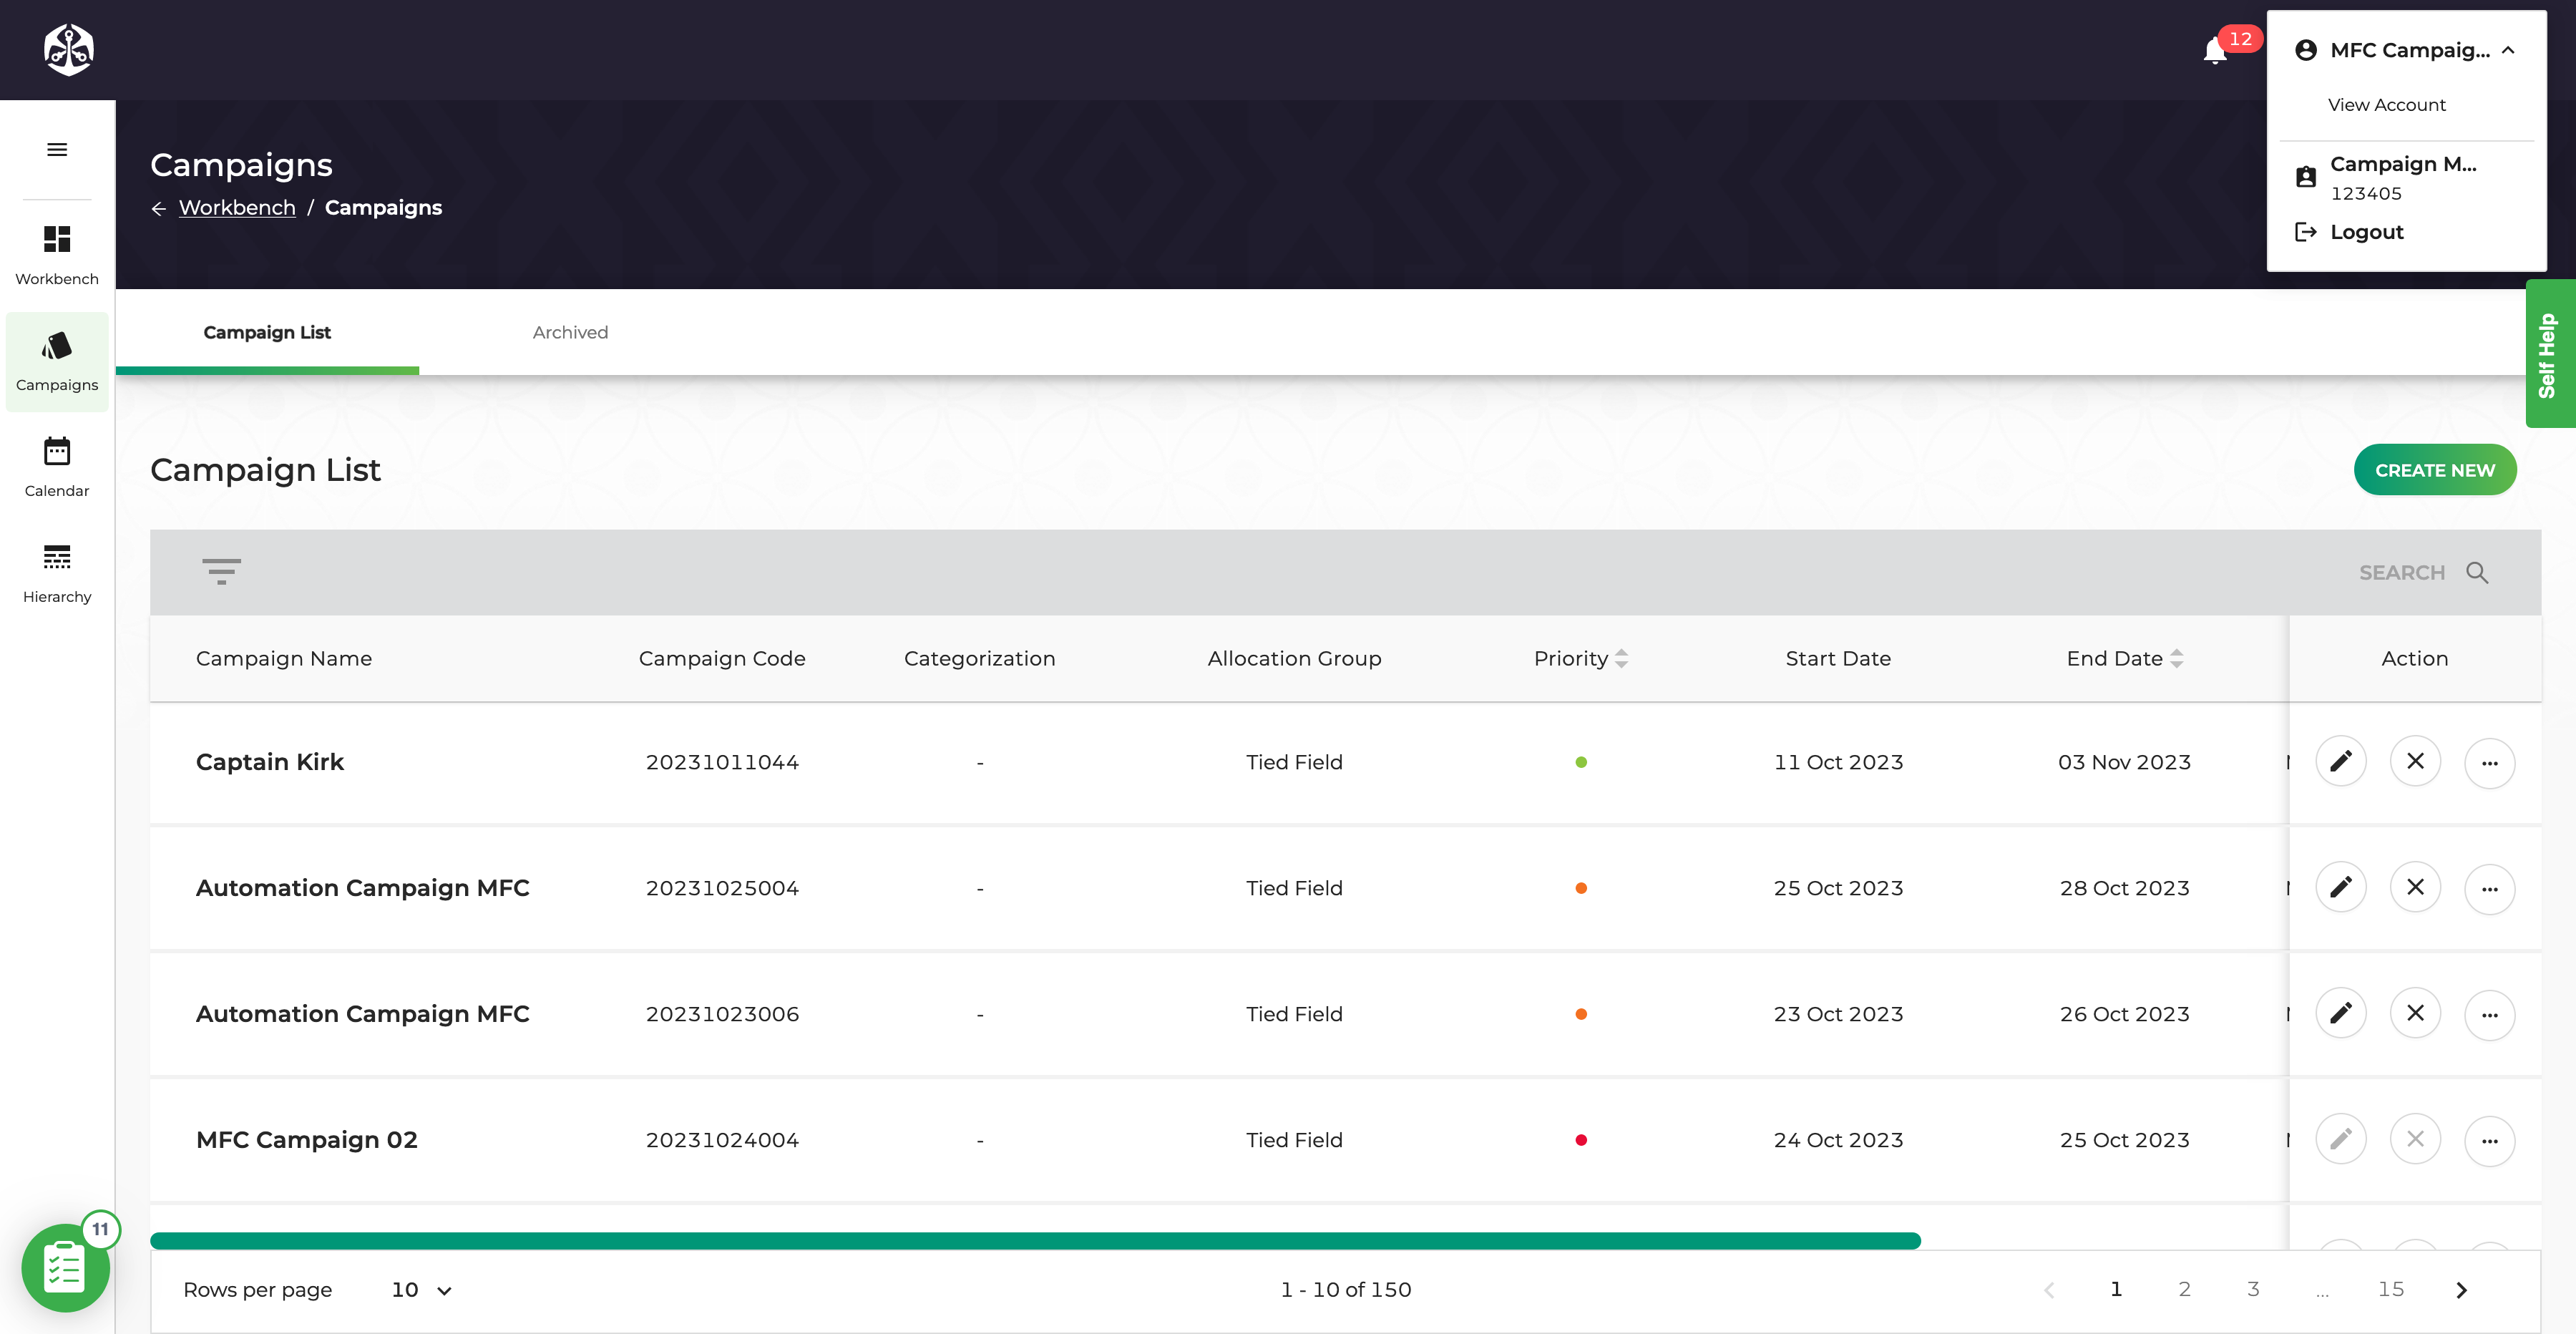 12
MFC Campaig...
View Account
Campaign M...
123405
Logout
Campaigns
Workbench / Campaigns
Workbench
Campaigns
Calendar
Hierarchy
Campaign List
Archived
Self Help
Campaign List
CREATE NEW
SEARCH
Campaign Name Campaign Code Categorization Allocation Group Priority Start Date End Date Action
Captain Kirk 20231011044 - Tied Field 11 Oct 2023 03 Nov 2023
Automation Campaign MFC 20231025004 - Tied Field 25 Oct 2023 28 Oct 2023
Automation Campaign MFC 20231023006 - Tied Field 23 Oct 2023 26 Oct 2023
MFC Campaign 02 20231024004 - Tied Field 24 Oct 2023 25 Oct 2023
11
Rows per page 10 1 - 10 of 150 1 2 3 ... 15